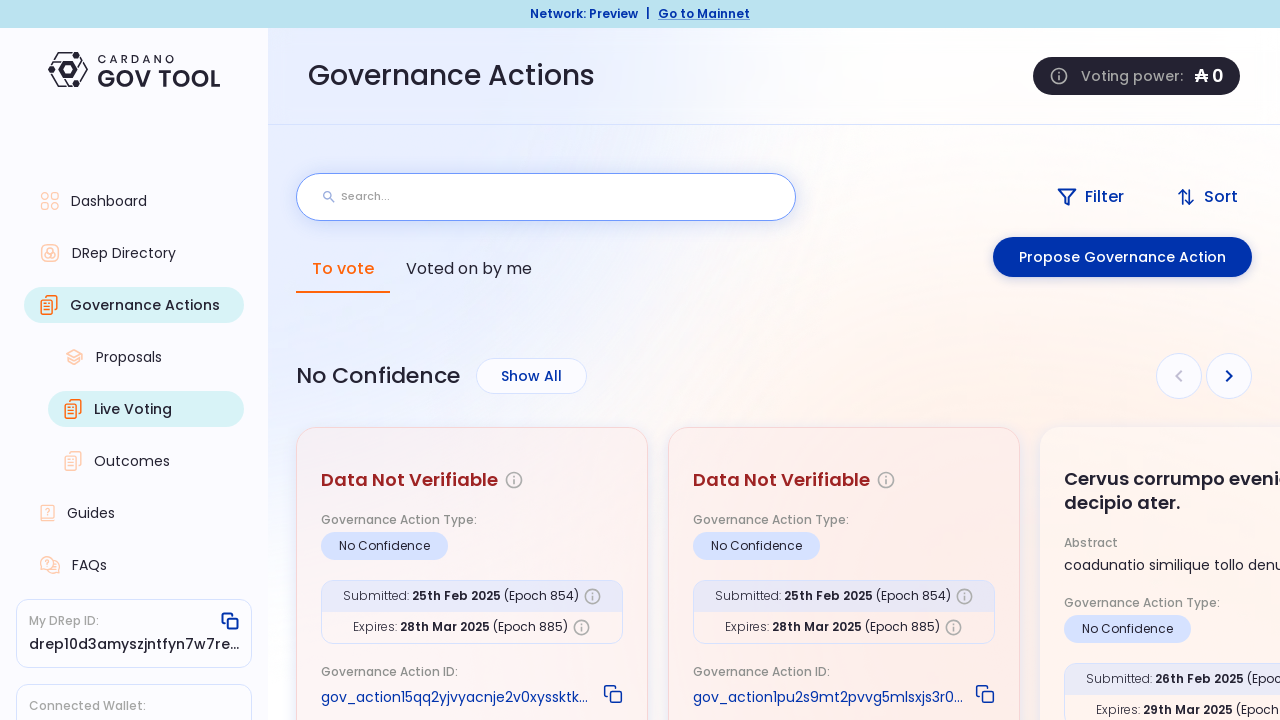 Network: Preview | Go to Mainnet
CARDANO
GOV TOOL
Governance Actions
Voting power: ₳ 0
Dashboard
DRep Directory
Governance Actions
Proposals
Live Voting
Outcomes
Guides
FAQs
My DRep ID:
drep10d3amyszjntfyn7w7re...
Connected Wallet:
Search...
Filter
Sort
To vote
Voted on by me
Propose Governance Action
No Confidence
Show All
Data Not Verifiable
Governance Action Type:
No Confidence
Submitted: 25th Feb 2025 (Epoch 854)
Expires: 28th Mar 2025 (Epoch 885)
Governance Action ID:
gov_action15qq2yjvyacnje2v0xyssktk...
Data Not Verifiable
Governance Action Type:
No Confidence
Submitted: 25th Feb 2025 (Epoch 854)
Expires: 28th Mar 2025 (Epoch 885)
Governance Action ID:
gov_action1pu2s9mt2pvvg5mlsxjs3r0...
Cervus corrumpo eveni
decipio ater.
Abstract
coadunatio similique tollo denu
Governance Action Type:
No Confidence
Submitted: 26th Feb 2025 (Epoc
Expires: 29th Mar 2025 (Epoch